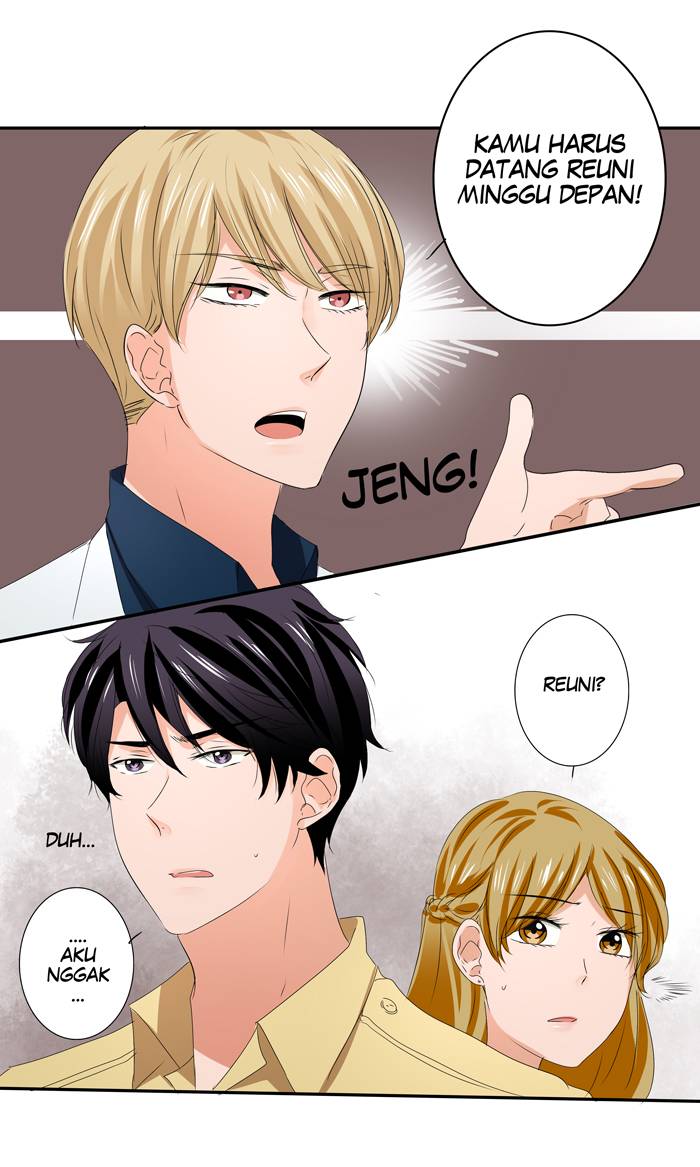 KAMU HARUS
DATANG REUNI
MINGGU DEPAN!
JENG!
REUNI?
DUH...
....
AKU
NGGAK
...